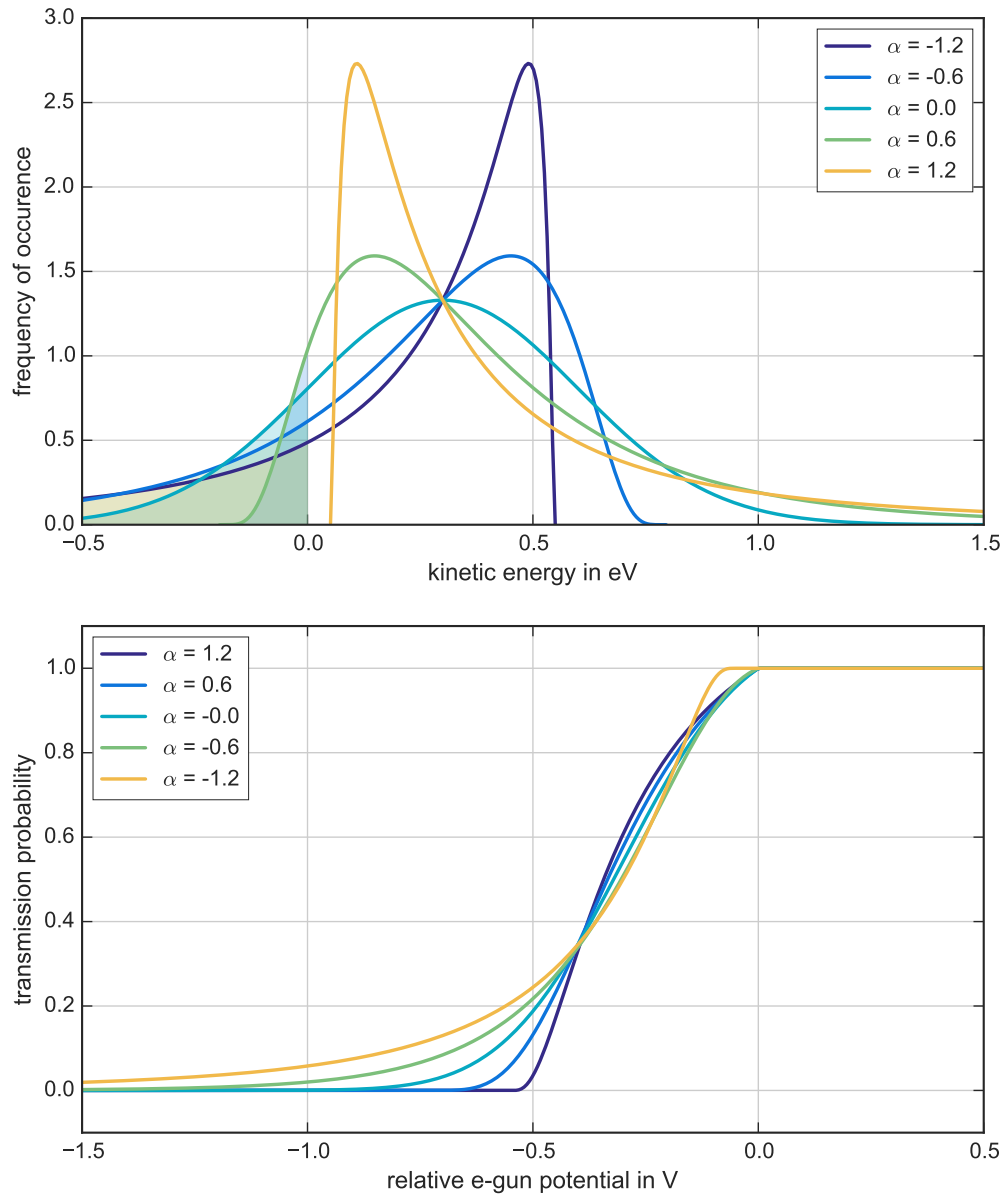 3.0
2.5
2.0
1.5
1.0
0.5
0.0
frequency of occurence
α = -1.2
α = -0.6
α = 0.0
α = 0.6
α = 1.2
−0.5 0.0 0.5 1.0 1.5
kinetic energy in eV
1.0
0.8
0.6
0.4
0.2
0.0
transmission probability
α = 1.2
α = 0.6
α = -0.0
α = -0.6
α = -1.2
−1.5 −1.0 −0.5 0.0 0.5
relative e-gun potential in V